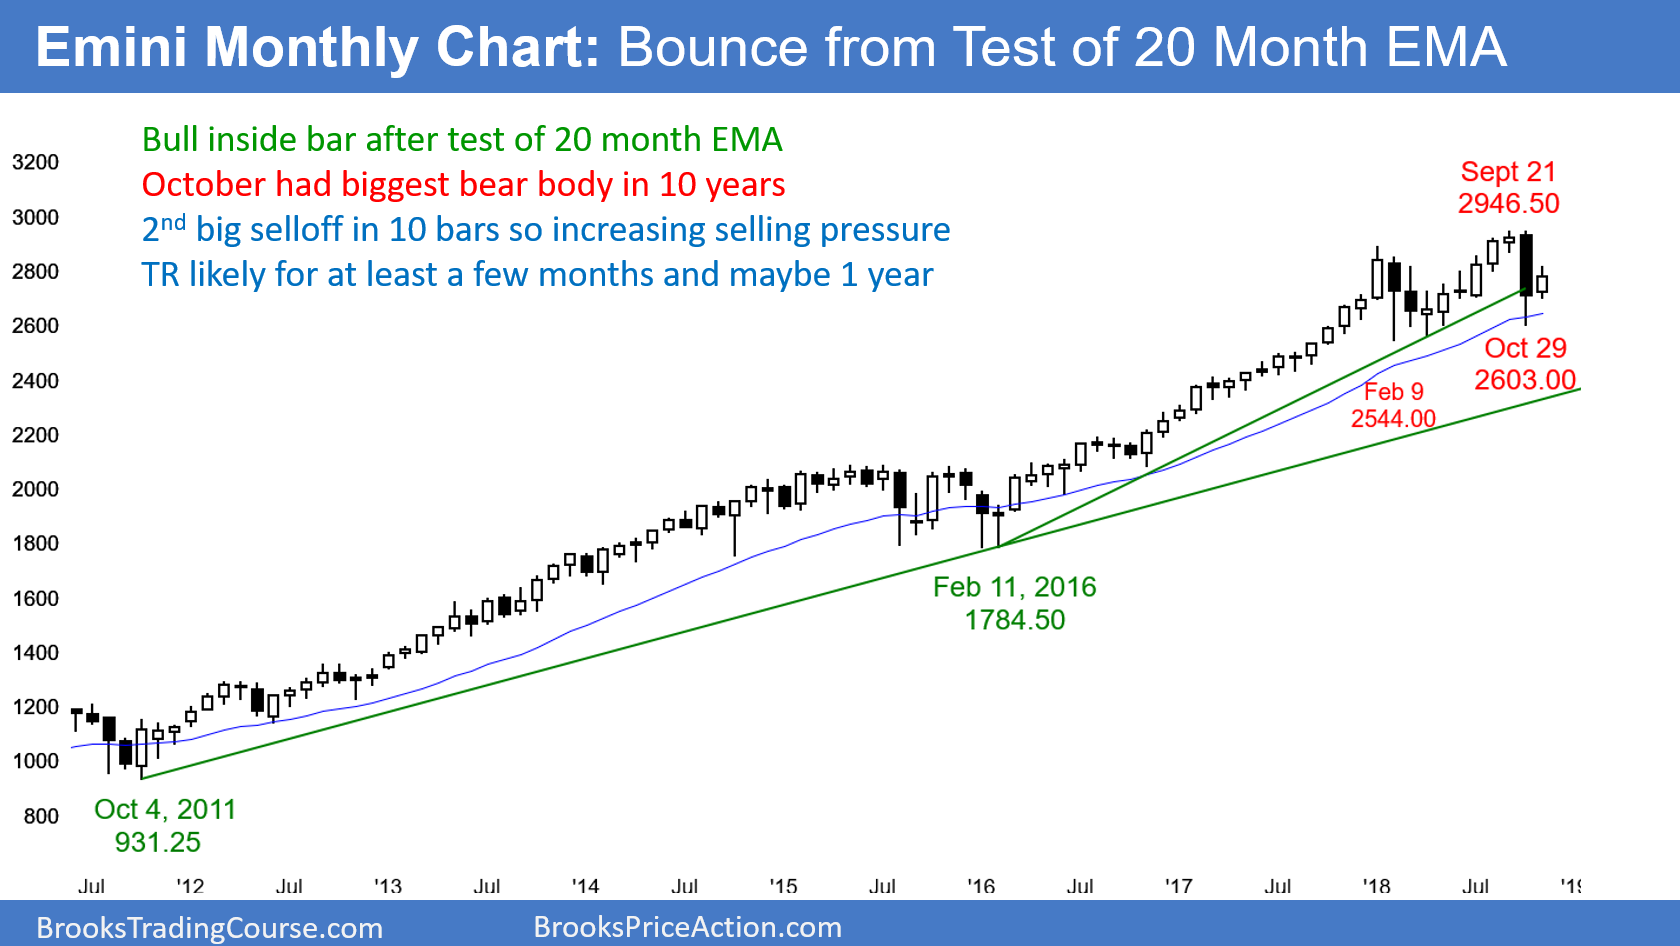 Emini Monthly Chart: Bounce from Test of 20 Month EMA
Bull inside bar after test of 20 month EMA
October had biggest bear body in 10 years
2nd big selloff in 10 bars so increasing selling pressure
TR likely for at least a few months and maybe 1 year
3200
3000
2800
2600
2400
2200
2000
1800
1600
1400
1200
1000
800
Sept 21
2946.50
Oct 29
2603.00
Feb 9
2544.00
Feb 11, 2016
1784.50
Oct 4, 2011
931.25
Jul '12 Jul '13 Jul '14 Jul '15 Jul '16 Jul '17 Jul '18 Jul
BrooksTradingCourse.com BrooksPriceAction.com